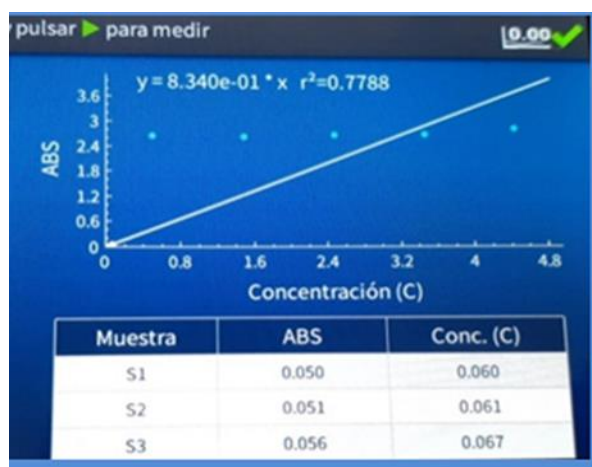 pulsar ▶ para medir
0.00
y = 8.340e-01 * x r²=0.7788
ABS
3.6
3
2.4
1.8
1.2
0.6
0
0 0.8 1.6 2.4 3.2 4 4.8
Concentración (C)
Muestra ABS Conc. (C)
S1 0.050 0.060
S2 0.051 0.061
S3 0.056 0.067